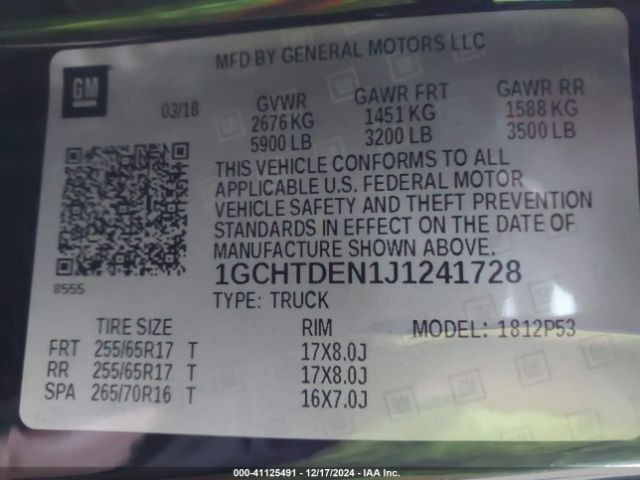 MFD BY GENERAL MOTORS LLC
GM
03/18
GVWR GAWR FRT GAWR RR
2676 KG 1451 KG 1588 KG
5900 LB 3200 LB 3500 LB
THIS VEHICLE CONFORMS TO ALL
APPLICABLE U.S. FEDERAL MOTOR
VEHICLE SAFETY AND THEFT PREVENTION
STANDARDS IN EFFECT ON THE DATE OF
MANUFACTURE SHOWN ABOVE.
8555
1GCHTDEN1J1241728
TYPE: TRUCK
TIRE SIZE RIM MODEL: 1812P53
FRT 255/65R17 T 17X8.0J
RR 255/65R17 T 17X8.0J
SPA 265/70R16 T 16X7.0J
000-41125491 - 12/17/2024 - IAA Inc.